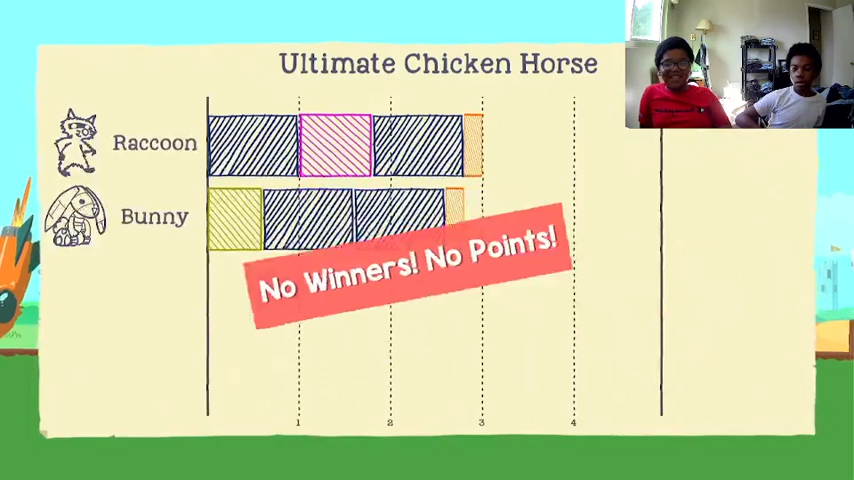 Ultimate Chicken Horse
Raccoon
Bunny
No Winners! No Points!
1 2 3 4